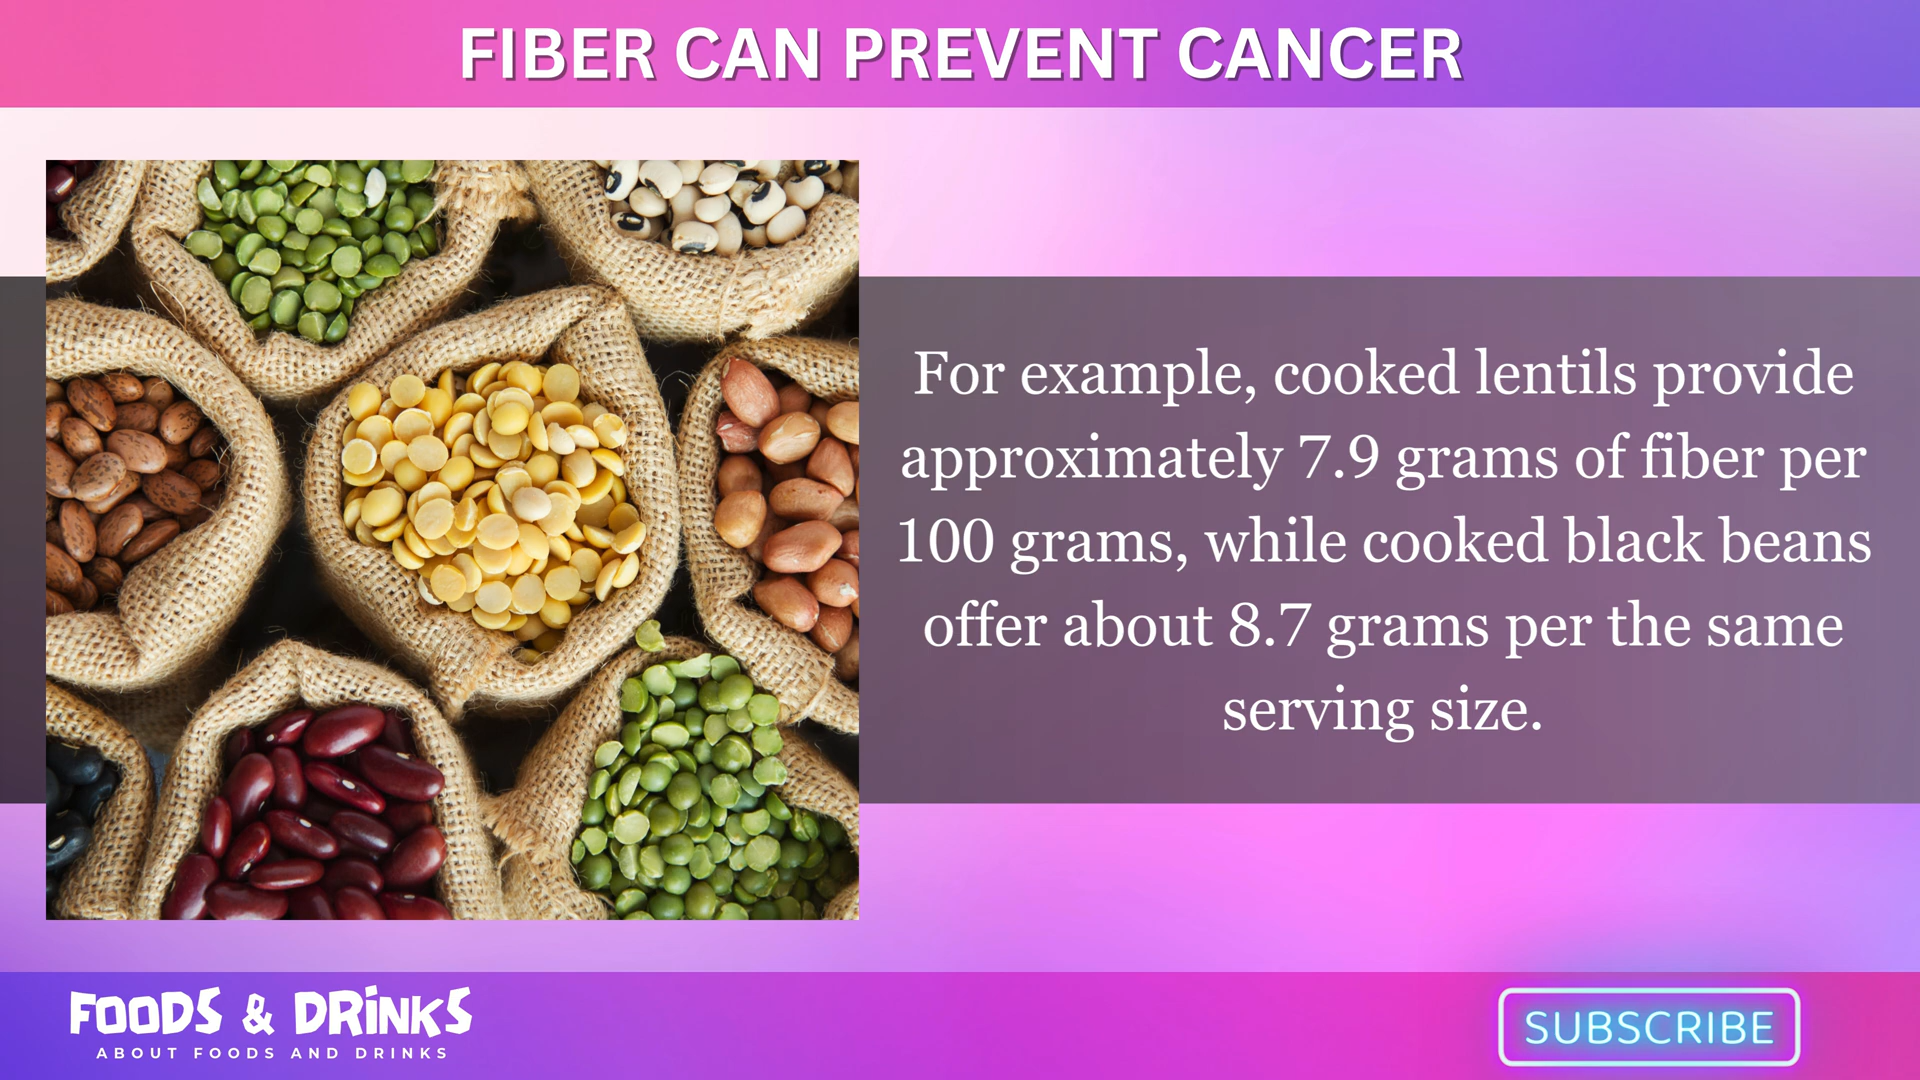 FIBER CAN PREVENT CANCER
For example, cooked lentils provide
approximately 7.9 grams of fiber per
100 grams, while cooked black beans
offer about 8.7 grams per the same
serving size.
FOODS & DRiNKS
ABOUT FOODS AND DRINKS
SUBSCRIBE